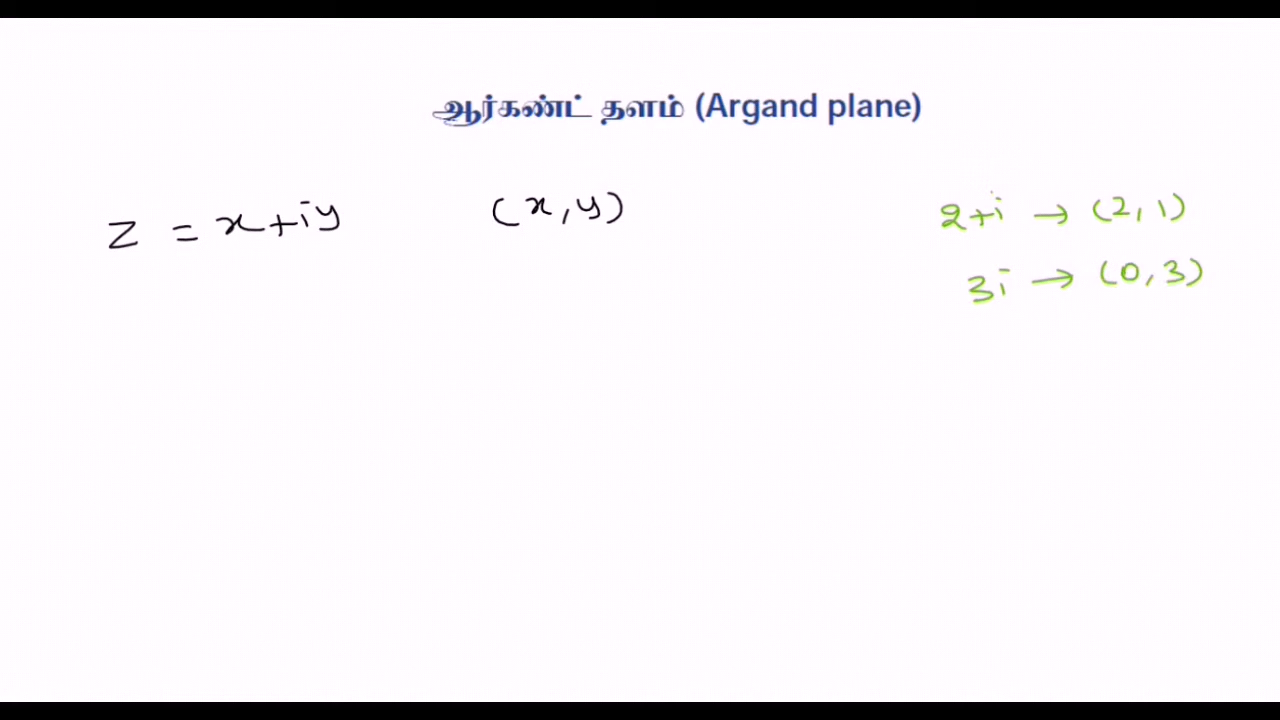 ஆர்கண்ட் தளம் (Argand plane)
z = x+iy (x,y)
2+i → (2,1)
3i → (0,3)